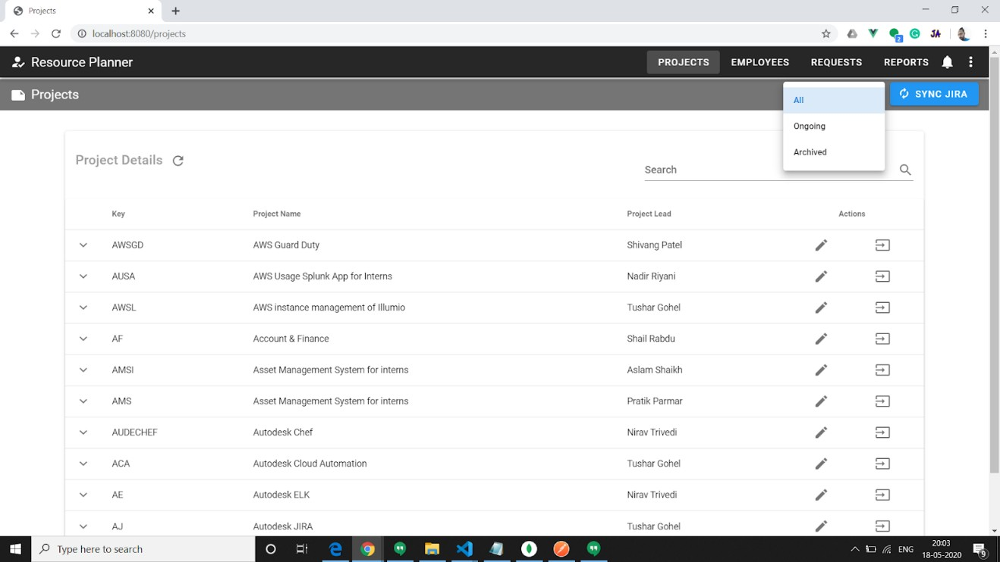 Projects
localhost:8080/projects
JA
2
Resource Planner
PROJECTS EMPLOYEES REQUESTS REPORTS
Projects
SYNC JIRA
All
Ongoing
Archived
Project Details
Search
Key Project Name Project Lead Actions
AWSGD AWS Guard Duty Shivang Patel
AUSA AWS Usage Splunk App for Interns Nadir Riyani
AWSL AWS instance management of Illumio Tushar Gohel
AF Account & Finance Shail Rabdu
AMSI Asset Management System for interns Aslam Shaikh
AMS Asset Management System for interns Pratik Parmar
AUDECHEF Autodesk Chef Nirav Trivedi
ACA Autodesk Cloud Automation Tushar Gohel
AE Autodesk ELK Nirav Trivedi
AJ Autodesk JIRA Tushar Gohel
Type here to search
ENG
20:03
18-05-2020
9